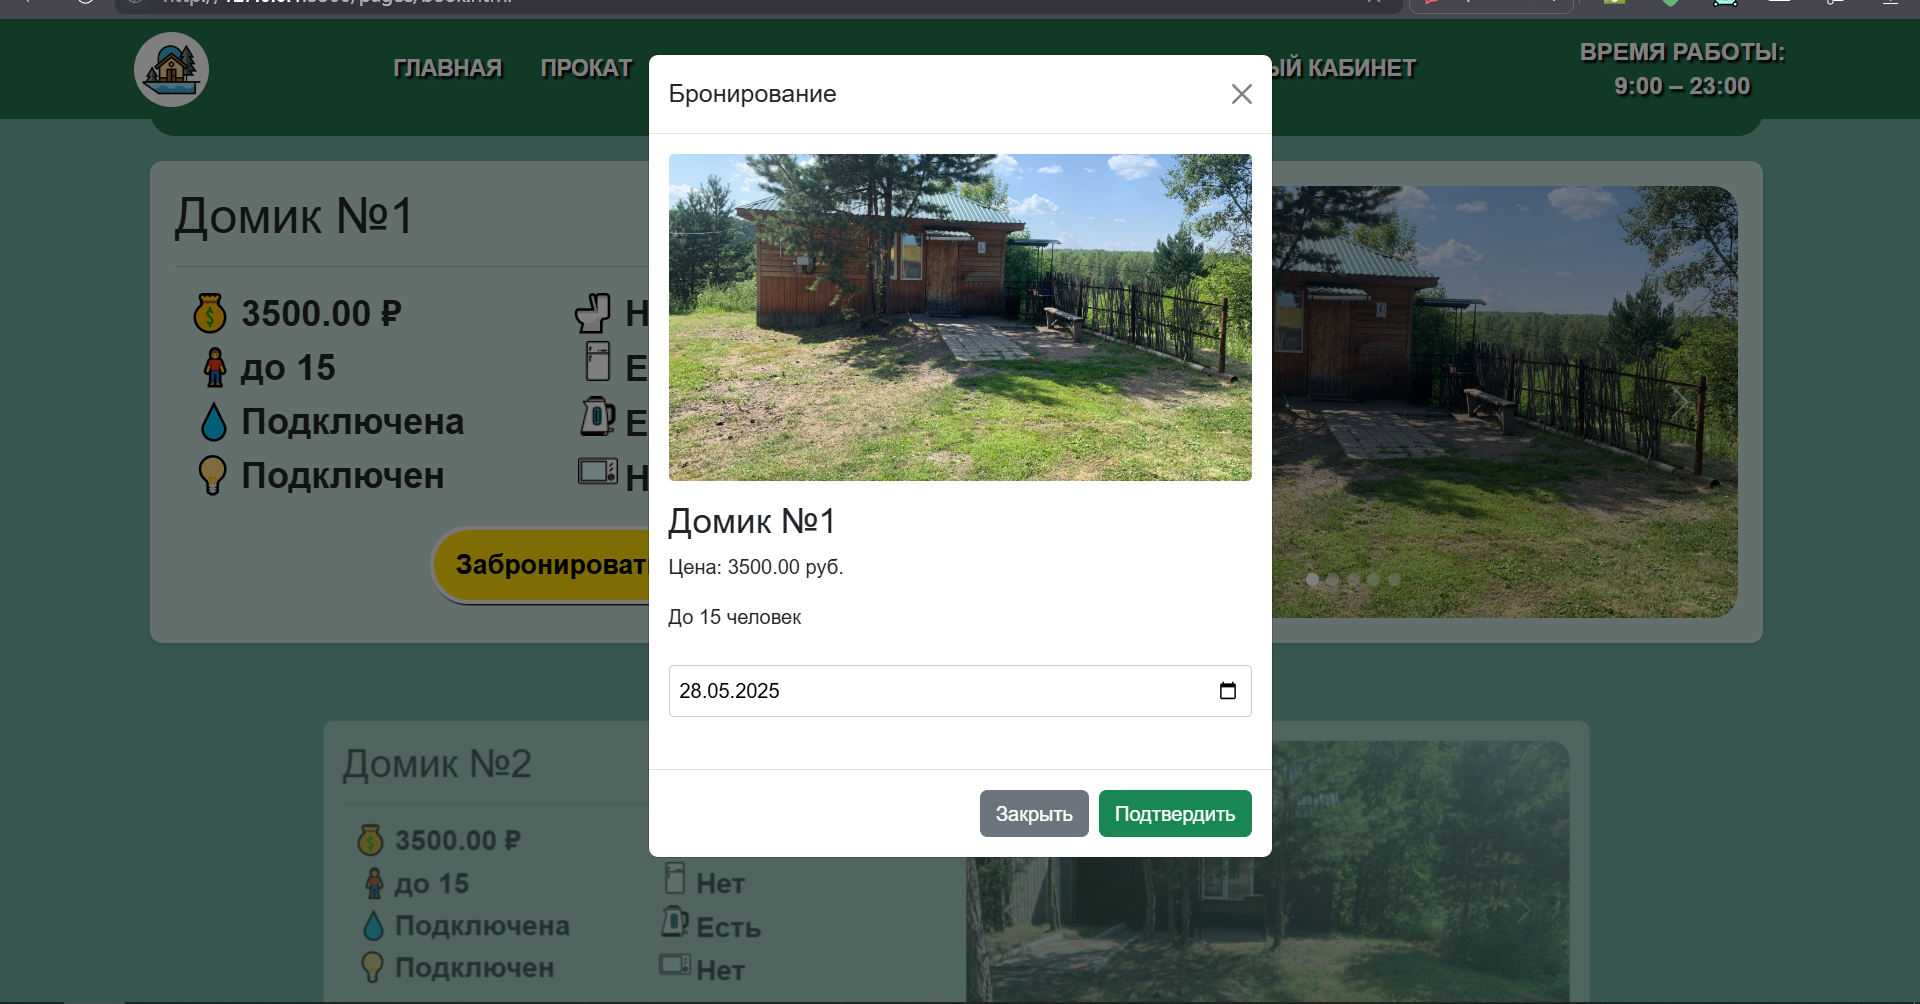 ГЛАВНАЯ ПРОКАТ ЫЙ КАБИНЕТ
ВРЕМЯ РАБОТЫ:
9:00 – 23:00
Бронирование
Домик №1
3500.00 ₽
до 15
Подключена
Подключен
Забронировать
Домик №1
Цена: 3500.00 руб.
До 15 человек
28.05.2025
Закрыть Подтвердить
Домик №2
3500.00 ₽
до 15 Нет
Подключена Есть
Подключен Нет